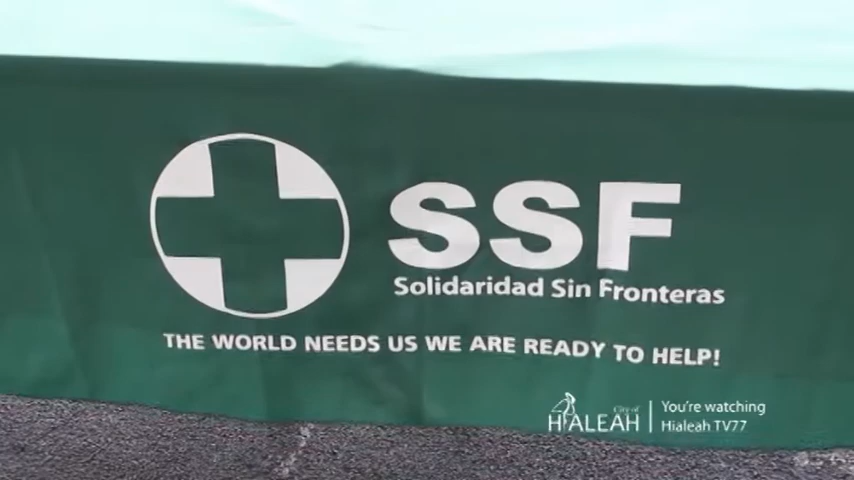 SSF
Solidaridad Sin Fronteras
THE WORLD NEEDS US WE ARE READY TO HELP!
City of
HIALEAH
You're watching
Hialeah TV77